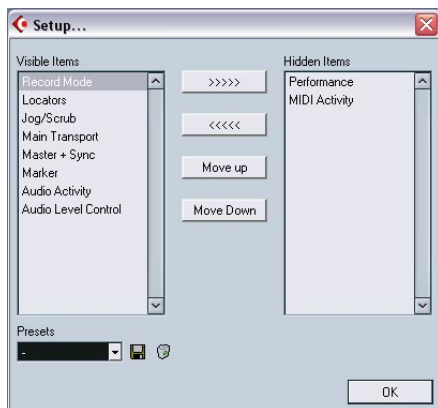 Setup...
Visible Items
Record Mode
Locators
Jog/Scrub
Main Transport
Master + Sync
Marker
Audio Activity
Audio Level Control
>>>>>
<<<<<
Move up
Move Down
Hidden Items
Performance
MIDI Activity
Presets
-
OK